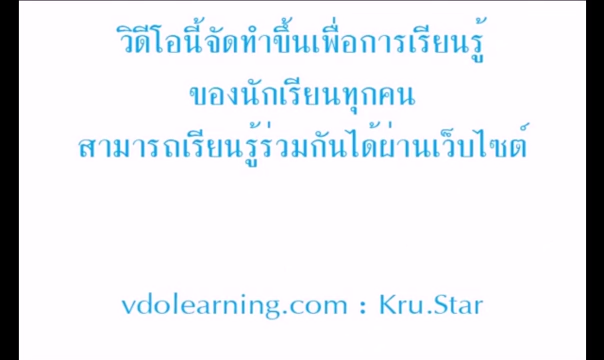 วิดีโอนี้จัดทำขึ้นเพื่อการเรียนรู้
ของนักเรียนทุกคน
สามารถเรียนรู้ร่วมกันได้ผ่านเว็บไซต์
vdolearning.com : Kru.Star